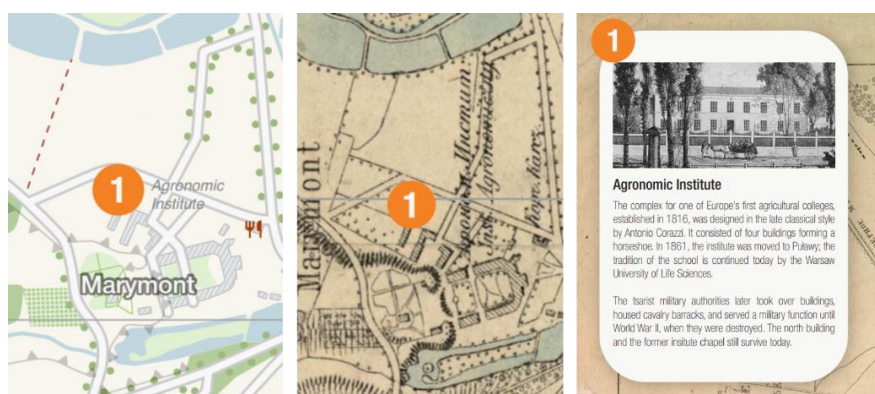 1
Agronomic
Institute
Marymont
1
Marymont
Инстит.
Inst. Agronomiczny
Kop. Karz.
1
Agronomic Institute
The complex for one of Europe's first agricultural colleges,
established in 1816, was designed in the late classical style
by Antonio Corazzi. It consisted of four buildings forming a
horseshoe. In 1861, the institute was moved to Puławy; the
tradition of the school is continued today by the Warsaw
University of Life Sciences.
The tsarist military authorities later took over buildings,
housed cavalry barracks, and served a military function until
World War II, when they were destroyed. The north building
and the former insitute chapel still survive today.